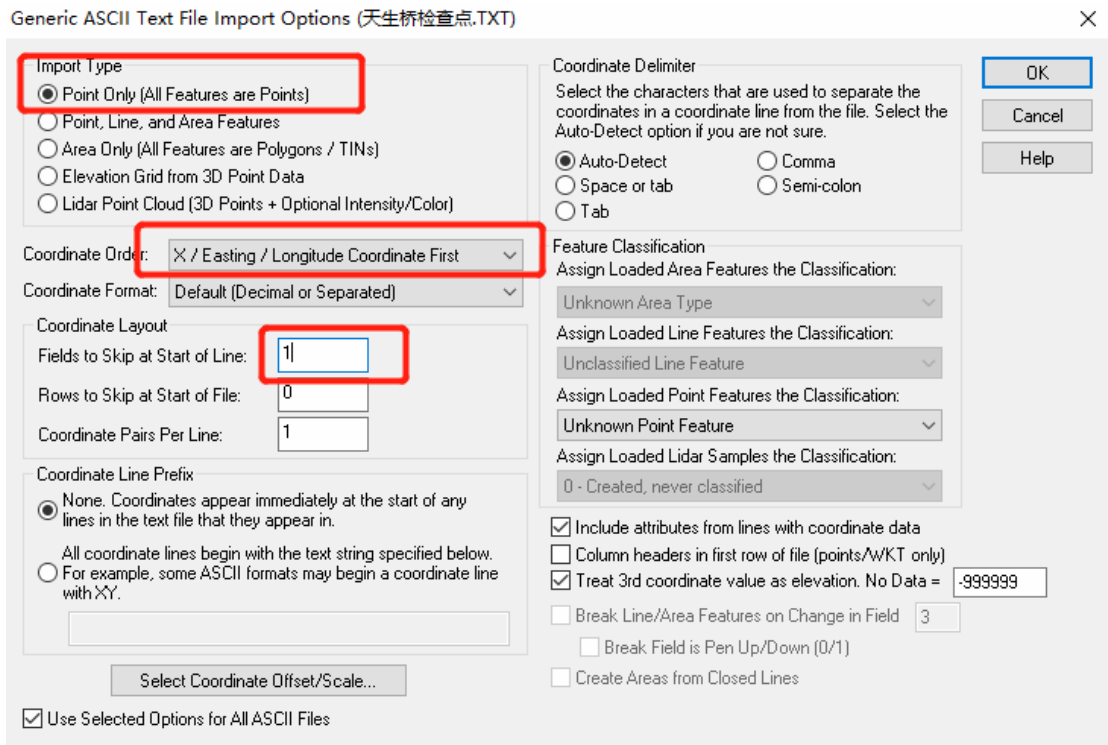 Generic ASCII Text File Import Options (天生桥检查点.TXT)
Import Type
Point Only (All Features are Points)
Point, Line, and Area Features
Area Only (All Features are Polygons / TINs)
Elevation Grid from 3D Point Data
Lidar Point Cloud (3D Points + Optional Intensity/Color)
Coordinate Order:
X / Easting / Longitude Coordinate First
Coordinate Format:
Default (Decimal or Separated)
Coordinate Layout
Fields to Skip at Start of Line:
1
Rows to Skip at Start of File:
0
Coordinate Pairs Per Line:
1
Coordinate Line Prefix
None. Coordinates appear immediately at the start of any
lines in the text file that they appear in.
All coordinate lines begin with the text string specified below.
For example, some ASCII formats may begin a coordinate line
with XY.
Select Coordinate Offset/Scale...
Use Selected Options for All ASCII Files
Coordinate Delimiter
Select the characters that are used to separate the
coordinates in a coordinate line from the file. Select the
Auto-Detect option if you are not sure.
Auto-Detect
Comma
Space or tab
Semi-colon
Tab
Feature Classification
Assign Loaded Area Features the Classification:
Unknown Area Type
Assign Loaded Line Features the Classification:
Unclassified Line Feature
Assign Loaded Point Features the Classification:
Unknown Point Feature
Assign Loaded Lidar Samples the Classification:
0 - Created, never classified
Include attributes from lines with coordinate data
Column headers in first row of file (points/WKT only)
Treat 3rd coordinate value as elevation. No Data =
-999999
Break Line/Area Features on Change in Field
3
Break Field is Pen Up/Down (0/1)
Create Areas from Closed Lines
OK
Cancel
Help